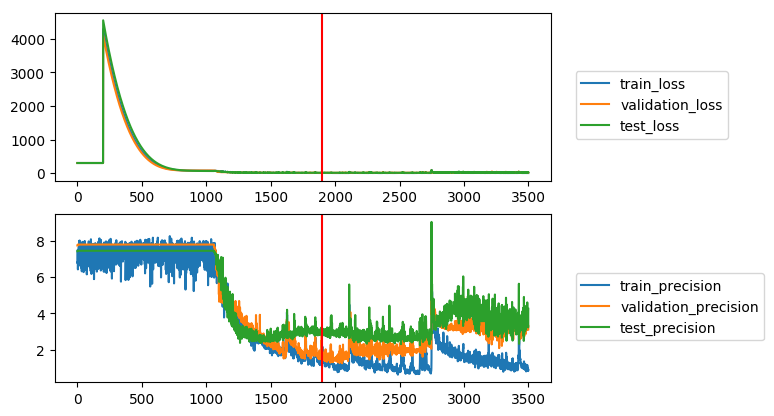 4000
3000
2000
1000
0
0 500 1000 1500 2000 2500 3000 3500
train_loss
validation_loss
test_loss
8
6
4
2
0 500 1000 1500 2000 2500 3000 3500
train_precision
validation_precision
test_precision